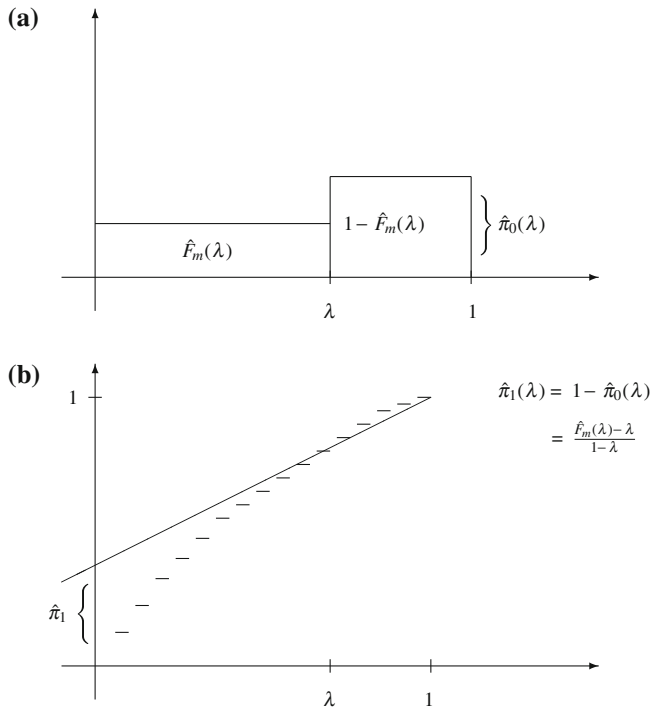 (a)
F̂ₘ(λ)
1 − F̂ₘ(λ)
} π̂₀(λ)
λ 1
(b)
1
π̂₁(λ) = 1 − π̂₀(λ)
= F̂ₘ(λ) − λ / 1 − λ
π̂₁ {
λ 1